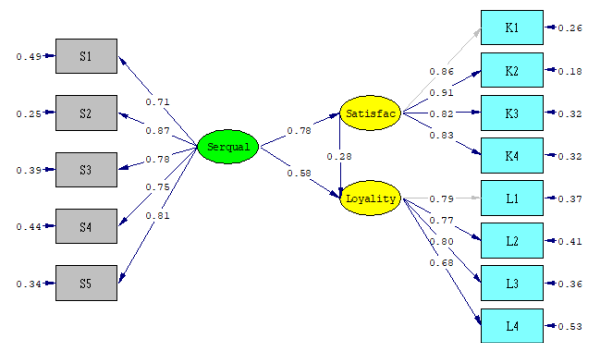 K1
0.26
0.49
S1
0.86
K2
0.18
0.71
0.91
S2
0.25
0.87
Satisfac
0.82
K3
0.32
0.78
0.83
Serqual
0.78
0.28
K4
0.32
0.39
S3
0.58
0.75
Loyality
0.79
L1
0.37
0.44
S4
0.81
0.77
L2
0.41
0.80
0.68
0.34
S5
L3
0.36
L4
0.53